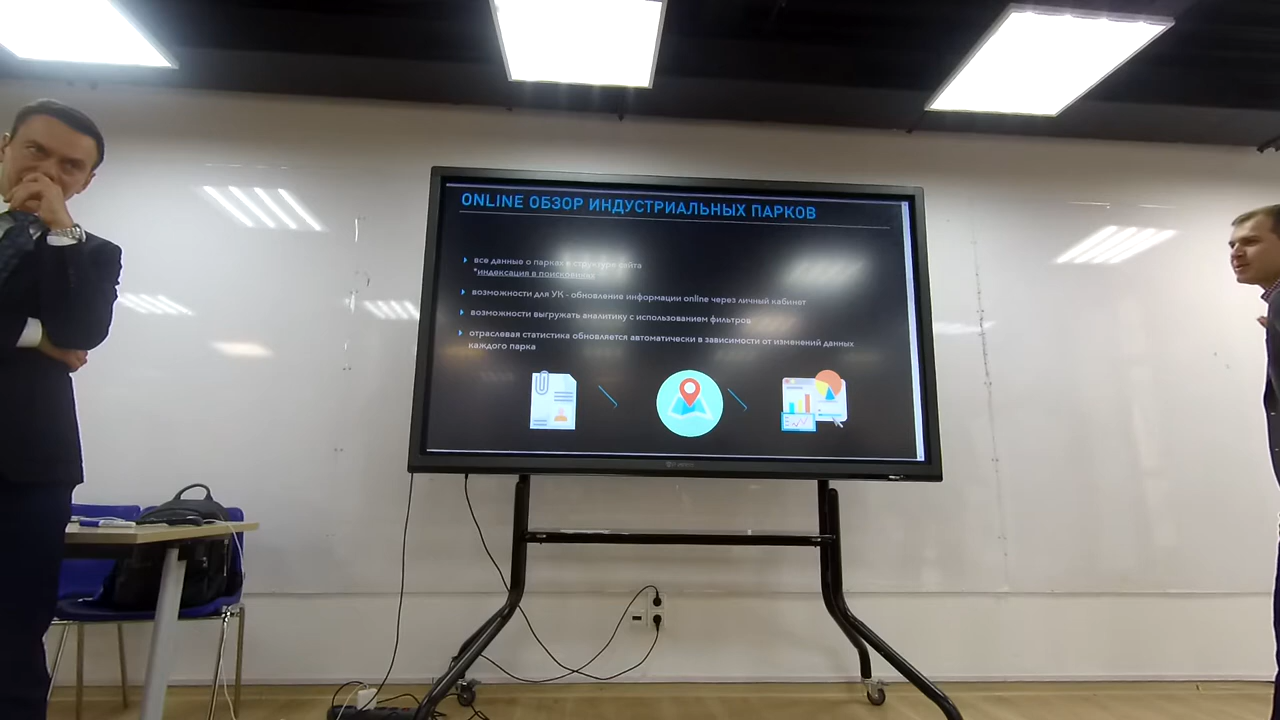 ONLINE ОБЗОР ИНДУСТРИАЛЬНЫХ ПАРКОВ
все данные о парках в структуре сайта
*индексация в поисковиках
возможности для УК - обновление информации online через личный кабинет
возможности выгружать аналитику с использованием фильтров
отраслевая статистика обновляется автоматически в зависимости от изменений данных
каждого парка